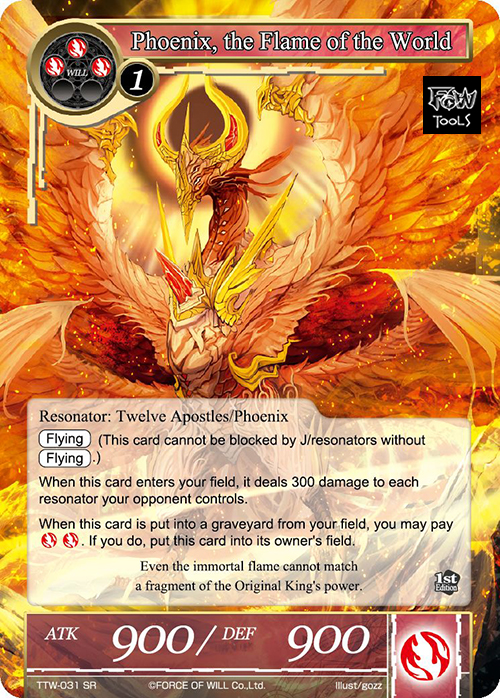 Phoenix, the Flame of the World
WILL
1
FOW
TOOLS
Resonator: Twelve Apostles/Phoenix
Flying (This card cannot be blocked by J/resonators without
Flying.)
When this card enters your field, it deals 300 damage to each
resonator your opponent controls.
When this card is put into a graveyard from your field, you may pay
. If you do, put this card into its owner's field.
Even the immortal flame cannot match
a fragment of the Original King's power.
1st
Edition
ATK 900/ DEF 900
TTW-031 SR ©FORCE OF WILL Co.,Ltd. Illust/gozz